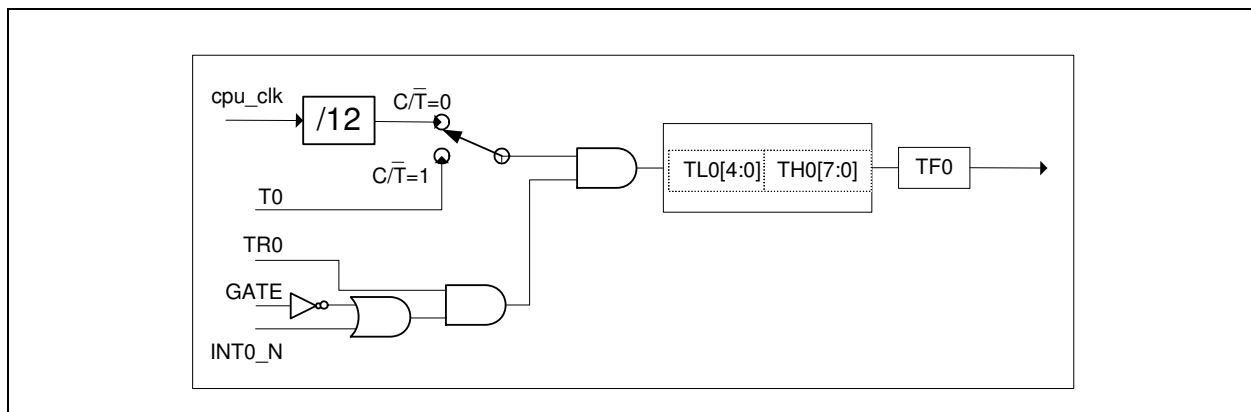 cpu_clk
/12
C/T̅=0
C/T̅=1
T0
TR0
GATE
INT0_N
TL0[4:0]
TH0[7:0]
TF0